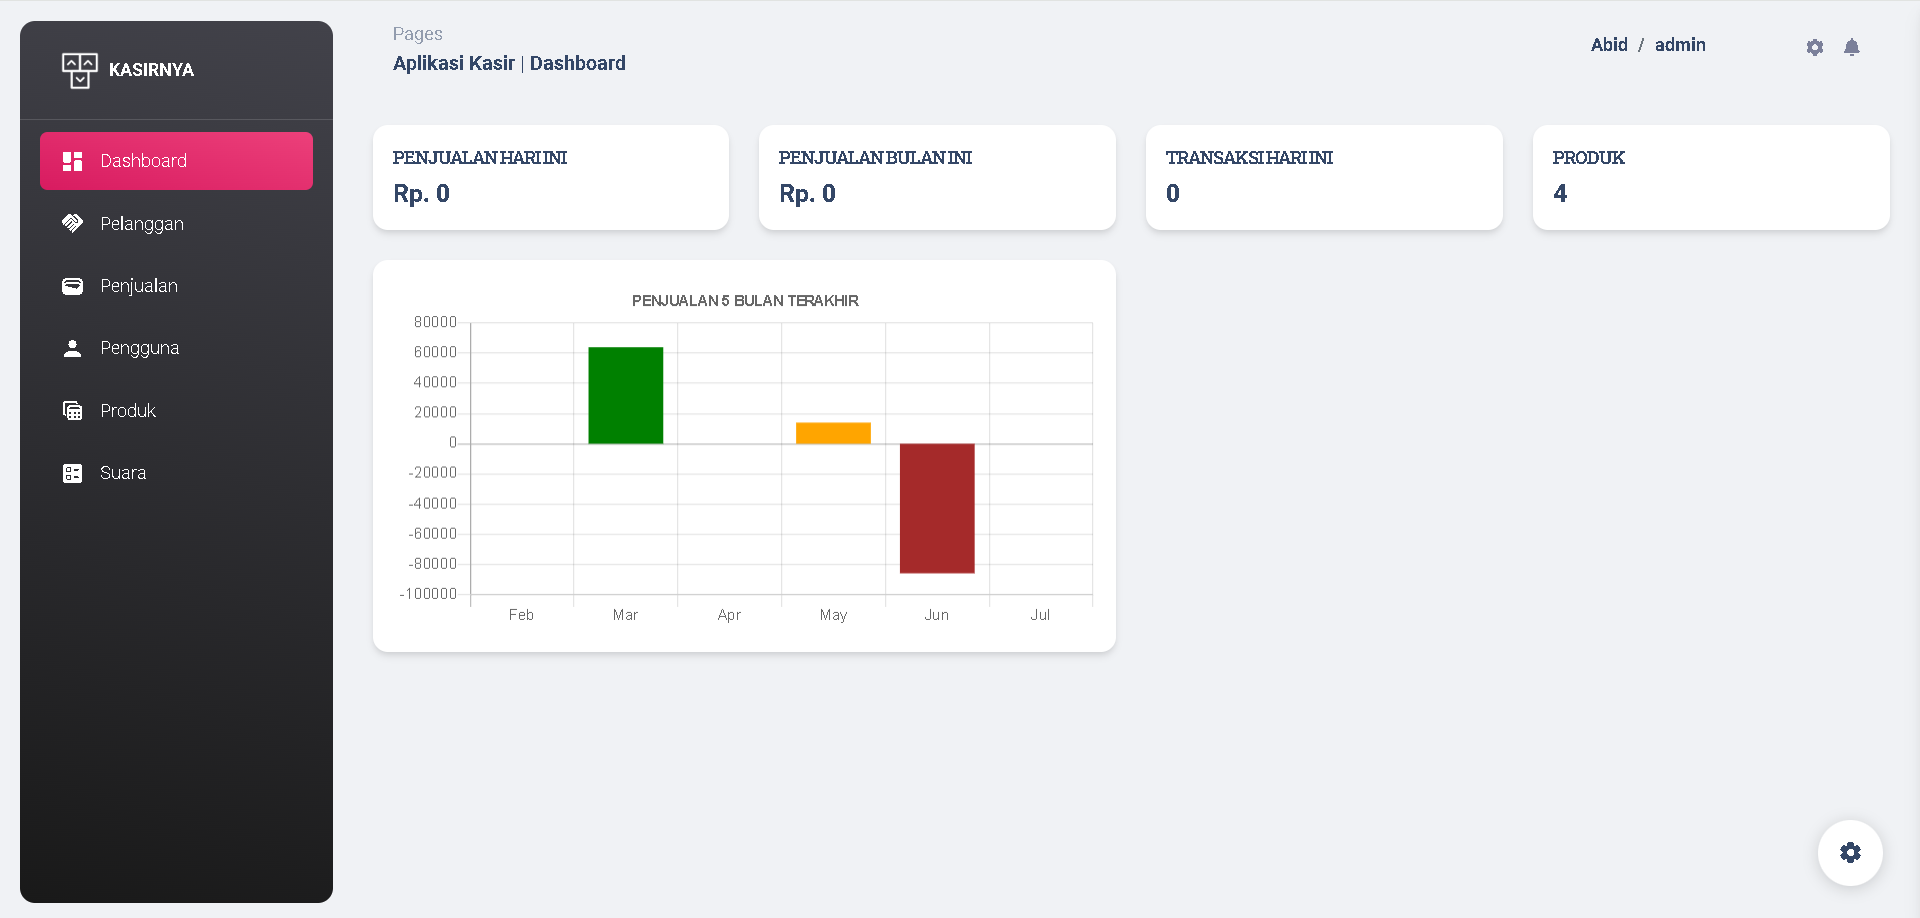 KASIRNYA
Dashboard
Pelanggan
Penjualan
Pengguna
Produk
Suara
Pages
Aplikasi Kasir | Dashboard
Abid / admin
PENJUALAN HARI INI
Rp. 0
PENJUALAN BULAN INI
Rp. 0
TRANSAKSI HARI INI
0
PRODUK
4
PENJUALAN 5 BULAN TERAKHIR
80000
60000
40000
20000
0
-20000
-40000
-60000
-80000
-100000
Feb Mar Apr May Jun Jul